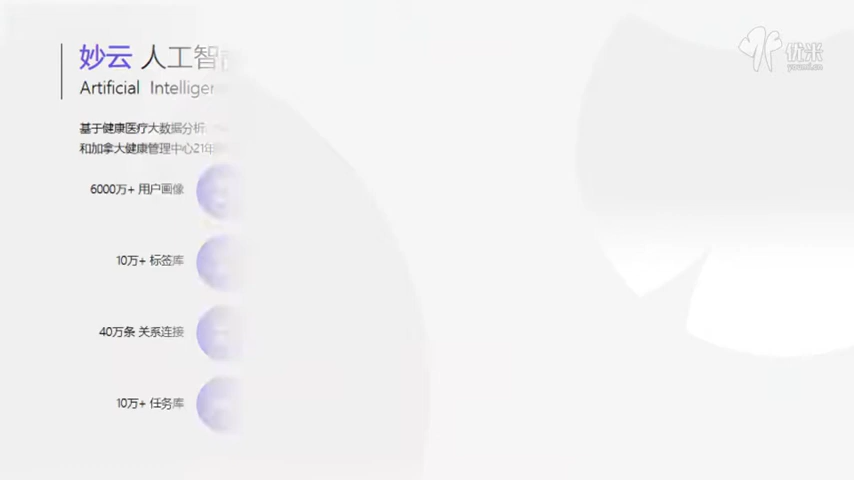 妙云 人工智
Artificial Intelliger
基于健康医疗大数据分析
和加拿大健康管理中心21年
6000万+ 用户画像
10万+ 标签库
40万条 关系连接
10万+ 任务库
优米
youmi.cn